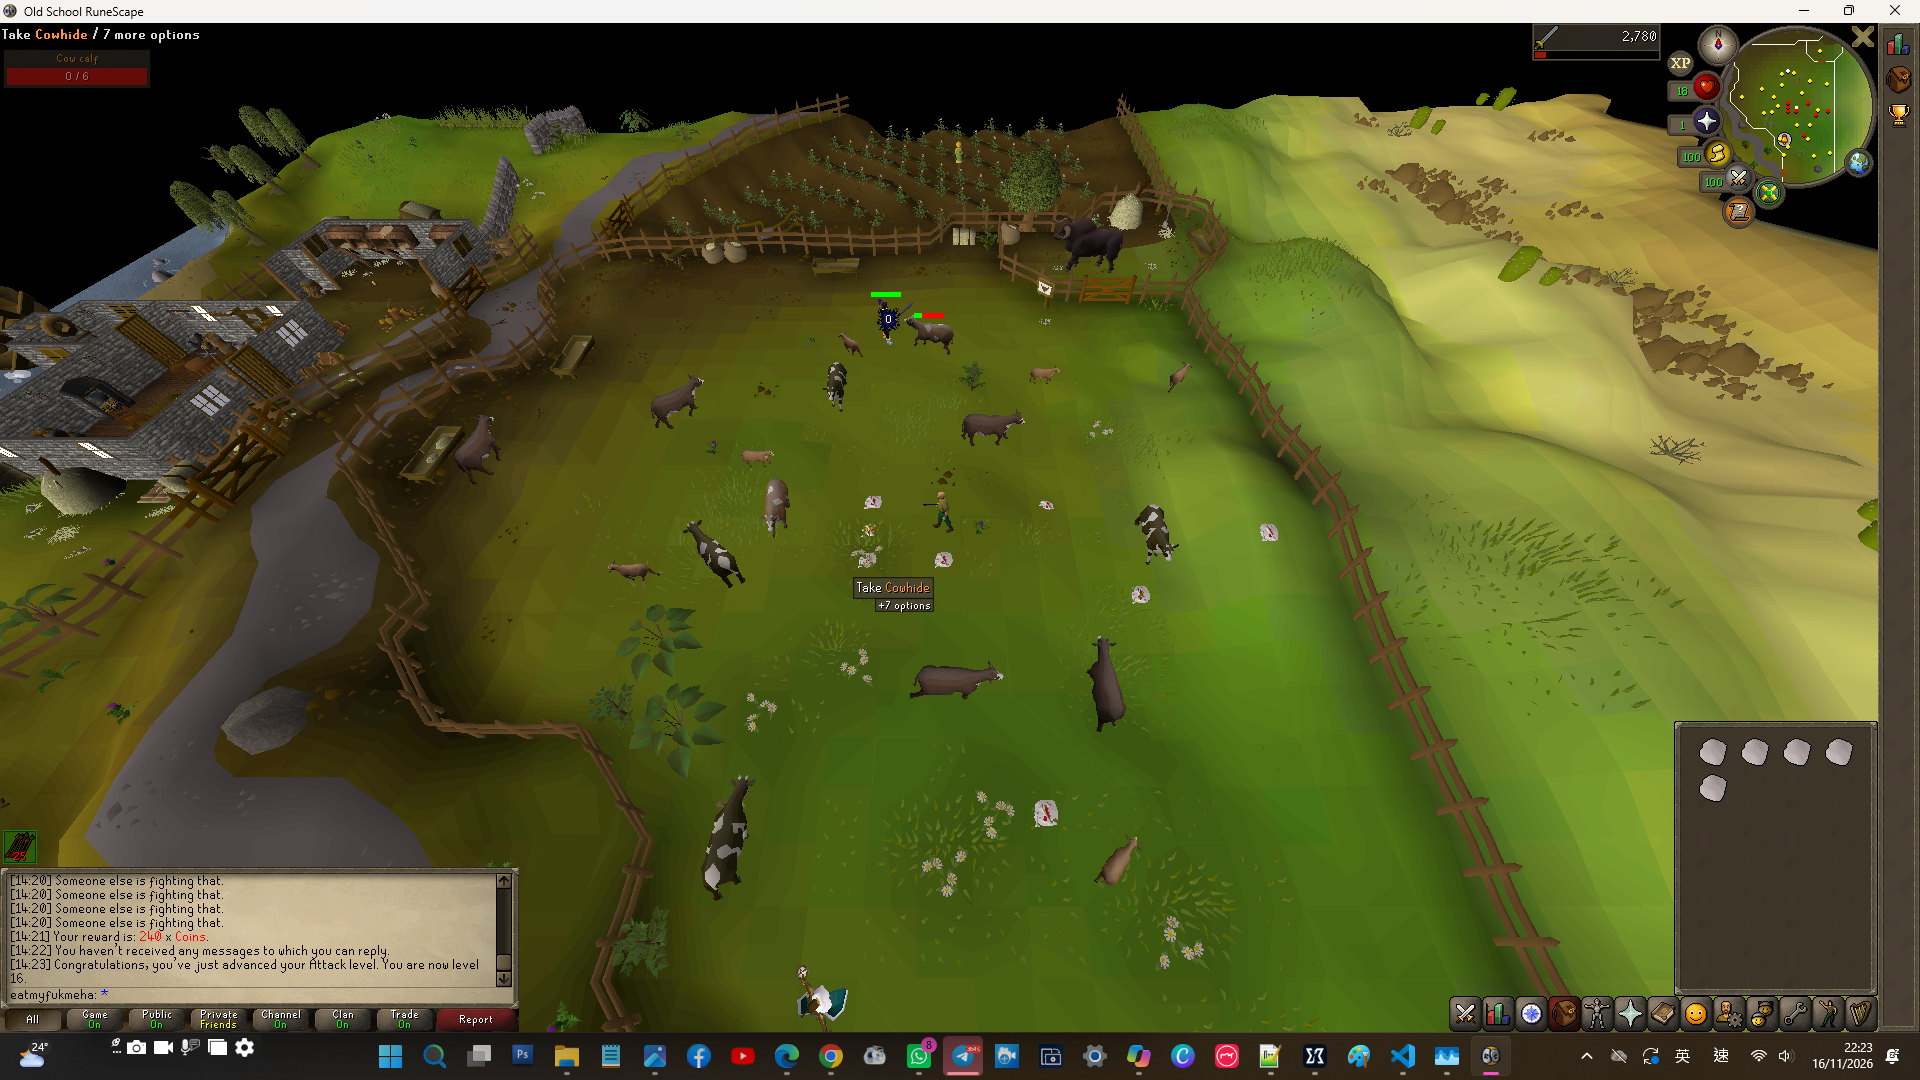 Old School RuneScape
Take Cowhide / 7 more options
Cow calf
0 / 6
2,780
N
XP
18
1
100
100
0
Take Cowhide
+7 options
25
[14:20] Someone else is fighting that.
[14:20] Someone else is fighting that.
[14:20] Someone else is fighting that.
[14:20] Someone else is fighting that.
[14:21] Your reward is: 240 x Coins.
[14:22] You haven't received any messages to which you can reply.
[14:23] Congratulations, you've just advanced your Attack level. You are now level
16.
eatmyfukmeha: *
All
Game
On
Public
On
Private
Friends
Channel
On
Clan
On
Trade
On
Report
24°
Ps
8
英
速
22:23
16/11/2026